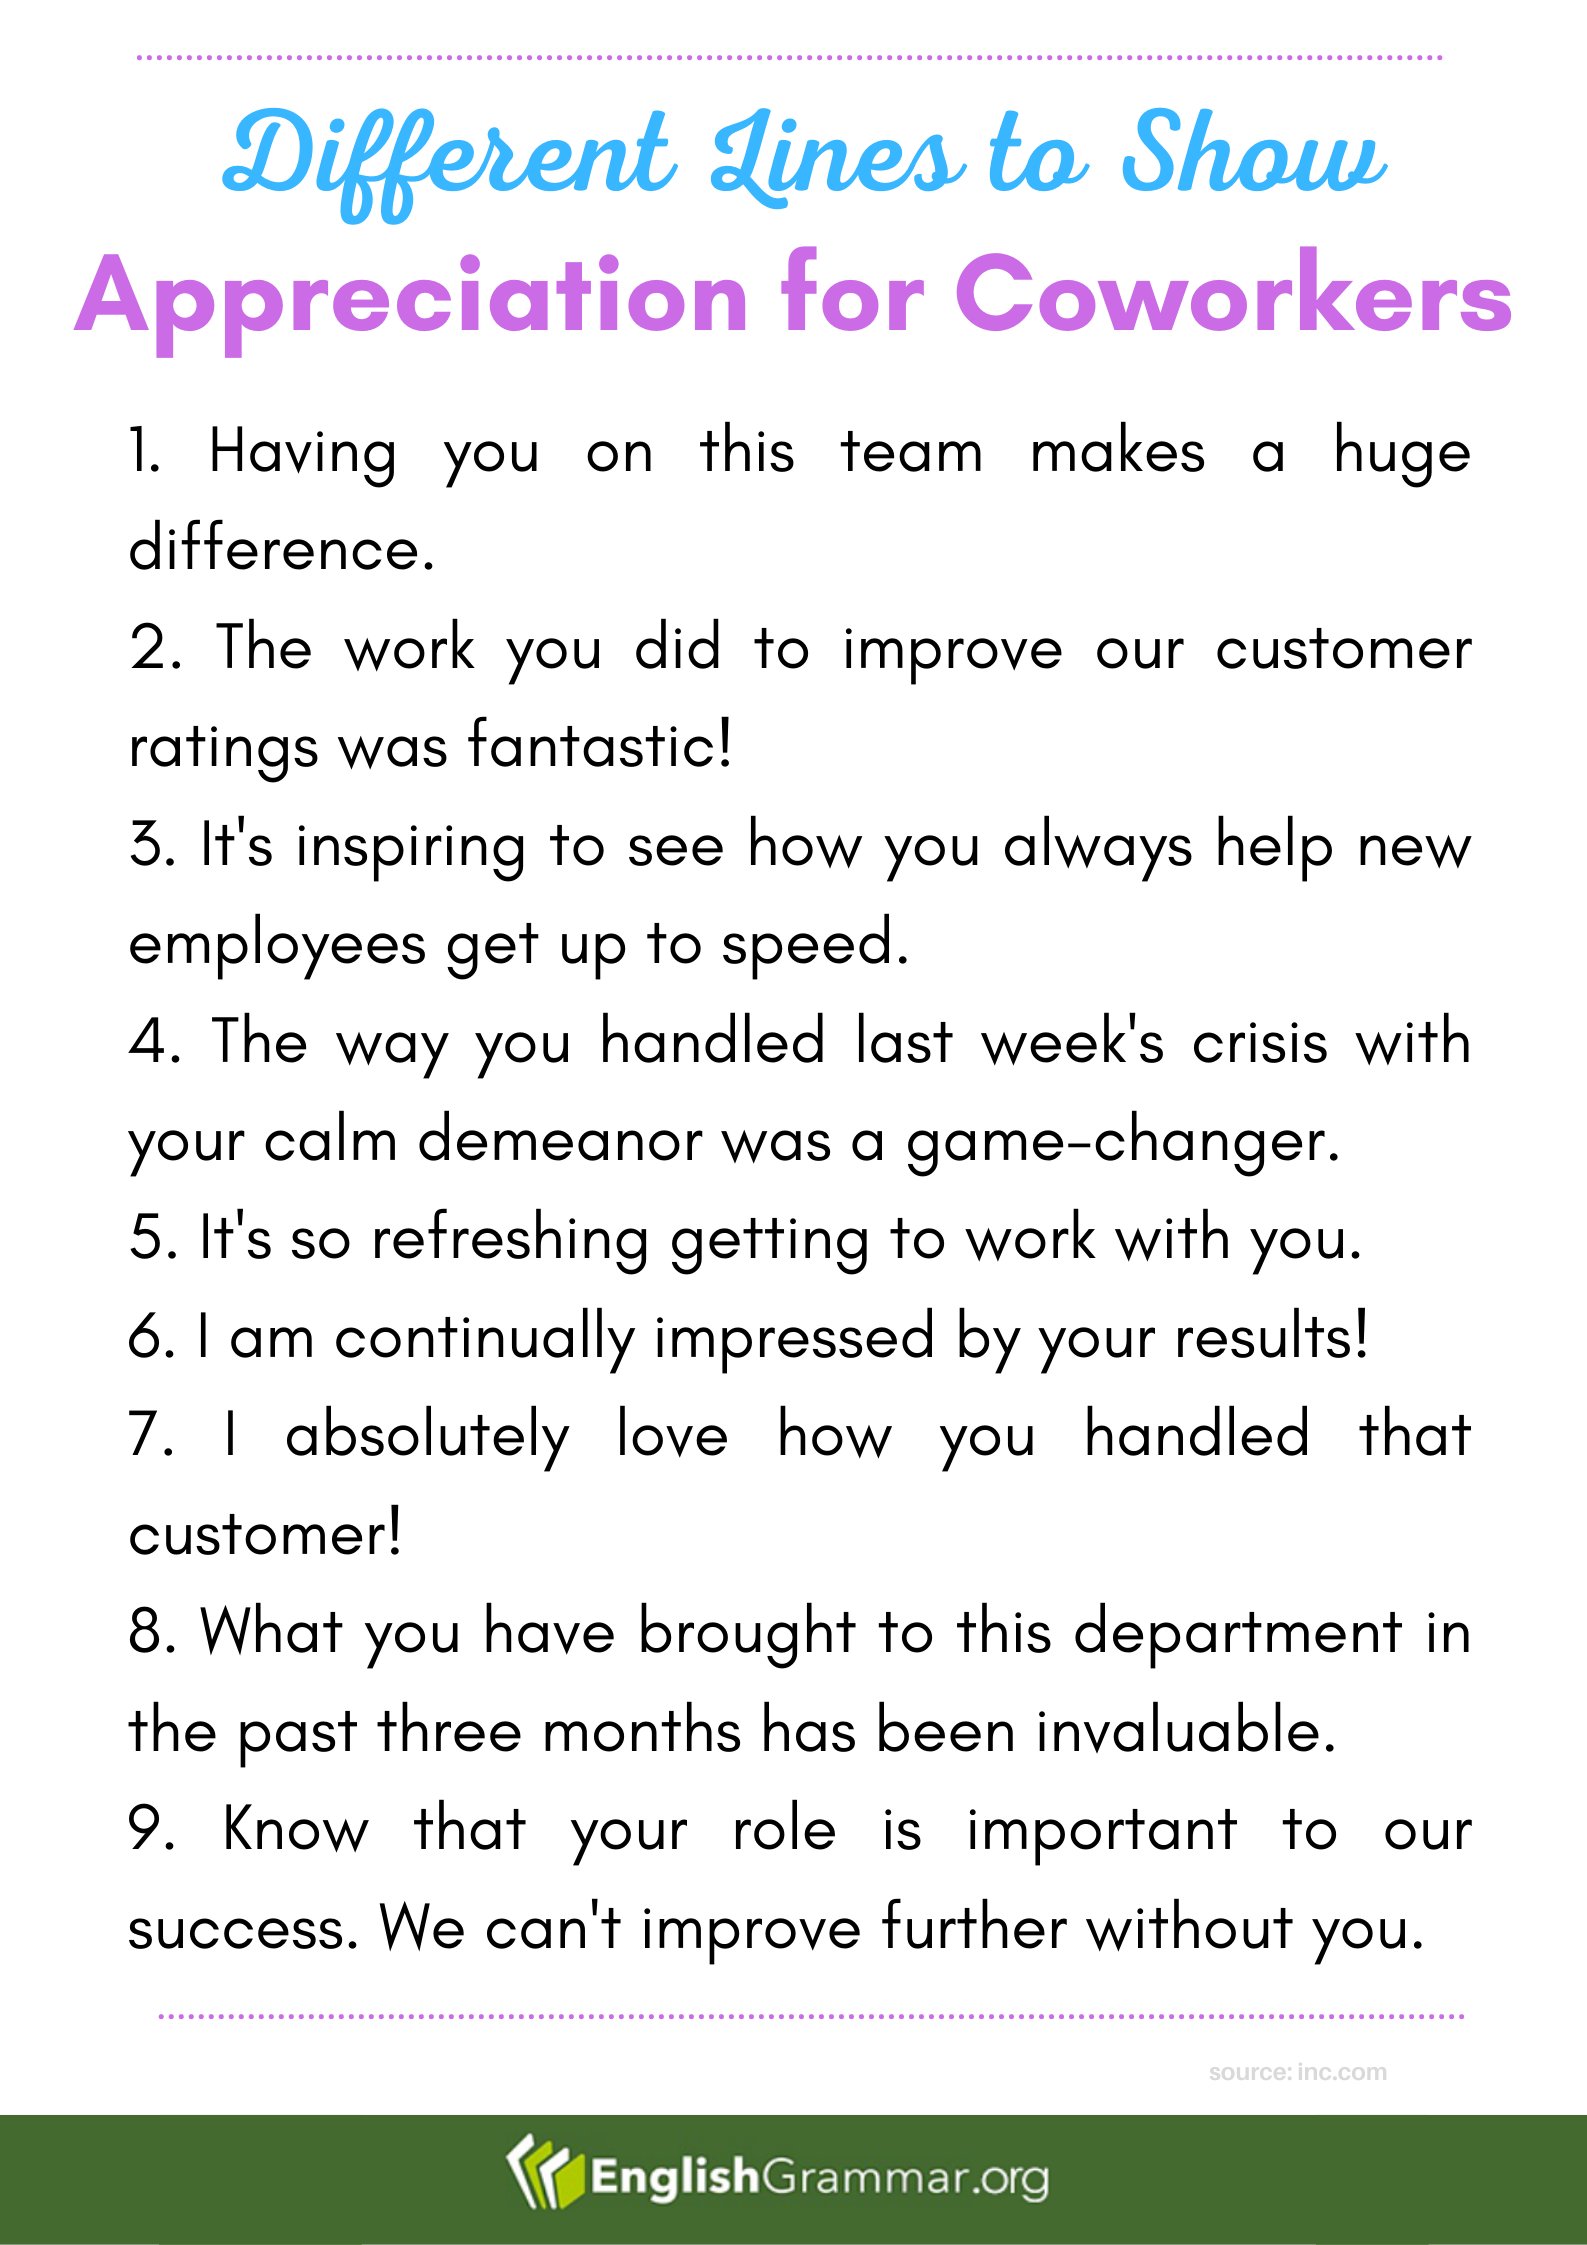 Different Lines to Show
Appreciation for Coworkers
1. Having you on this team makes a huge
difference.
2. The work you did to improve our customer
ratings was fantastic!
3. It's inspiring to see how you always help new
employees get up to speed.
4. The way you handled last week's crisis with
your calm demeanor was a game-changer.
5. It's so refreshing getting to work with you.
6. I am continually impressed by your results!
7. I absolutely love how you handled that
customer!
8. What you have brought to this department in
the past three months has been invaluable.
9. Know that your role is important to our
success. We can't improve further without you.
source: inc.com
EnglishGrammar.org